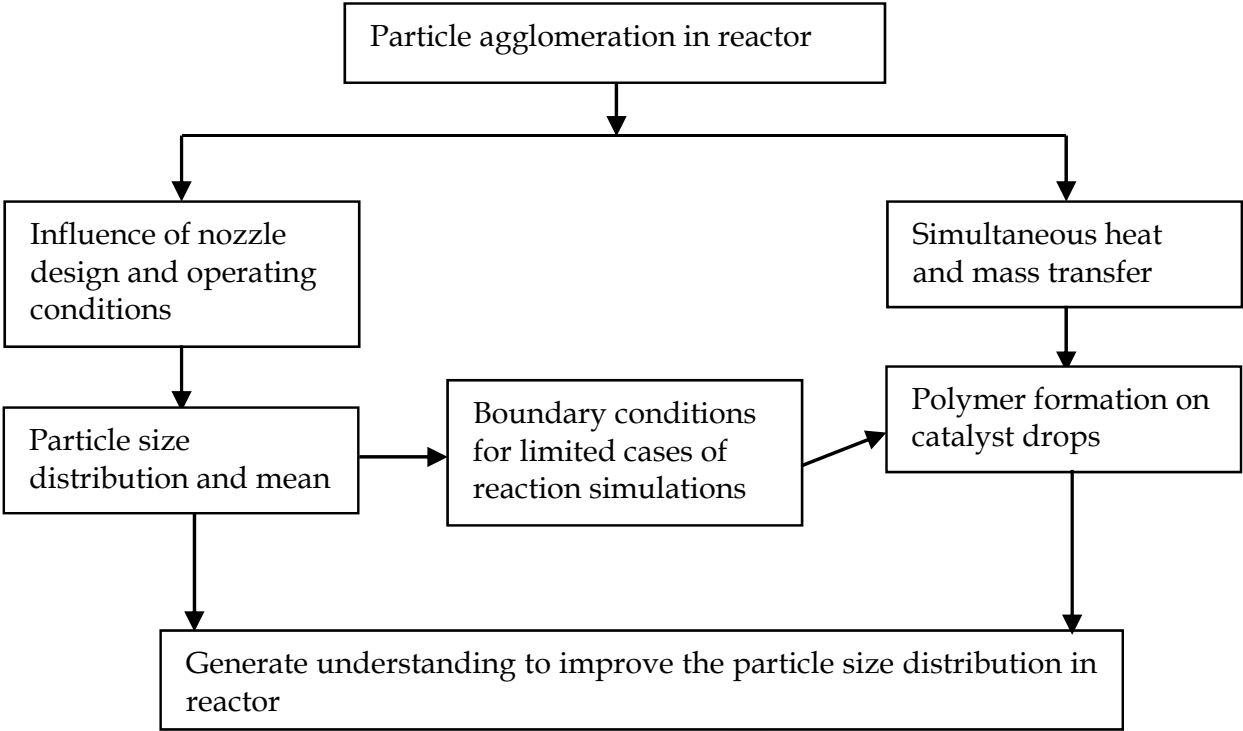 Particle agglomeration in reactor
Influence of nozzle
design and operating
conditions
Simultaneous heat
and mass transfer
Particle size
distribution and mean
Boundary conditions
for limited cases of
reaction simulations
Polymer formation on
catalyst drops
Generate understanding to improve the particle size distribution in
reactor